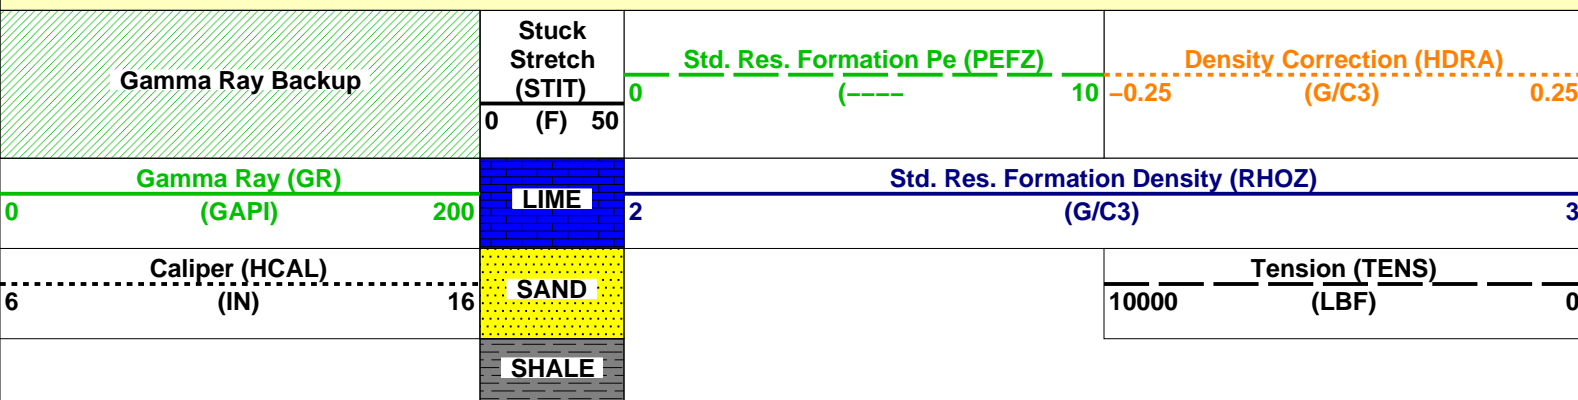 Gamma Ray Backup
Stuck
Stretch
(STIT)
0 (F) 50
Std. Res. Formation Pe (PEFZ)
0 (---- 10
Density Correction (HDRA)
−0.25 (G/C3) 0.25
Gamma Ray (GR)
0 (GAPI) 200
LIME
Std. Res. Formation Density (RHOZ)
2 (G/C3) 3
Caliper (HCAL)
6 (IN) 16
SAND
Tension (TENS)
10000 (LBF) 0
SHALE